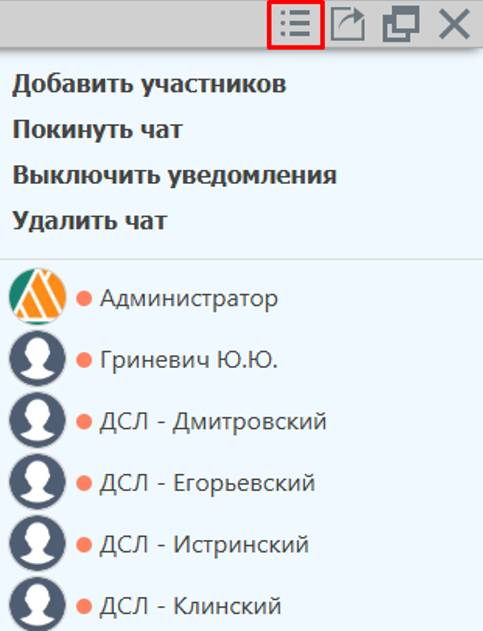 Добавить участников
Покинуть чат
Выключить уведомления
Удалить чат
Администратор
Гриневич Ю.Ю.
ДСЛ - Дмитровский
ДСЛ - Егорьевский
ДСЛ - Истринский
ДСЛ - Клинский